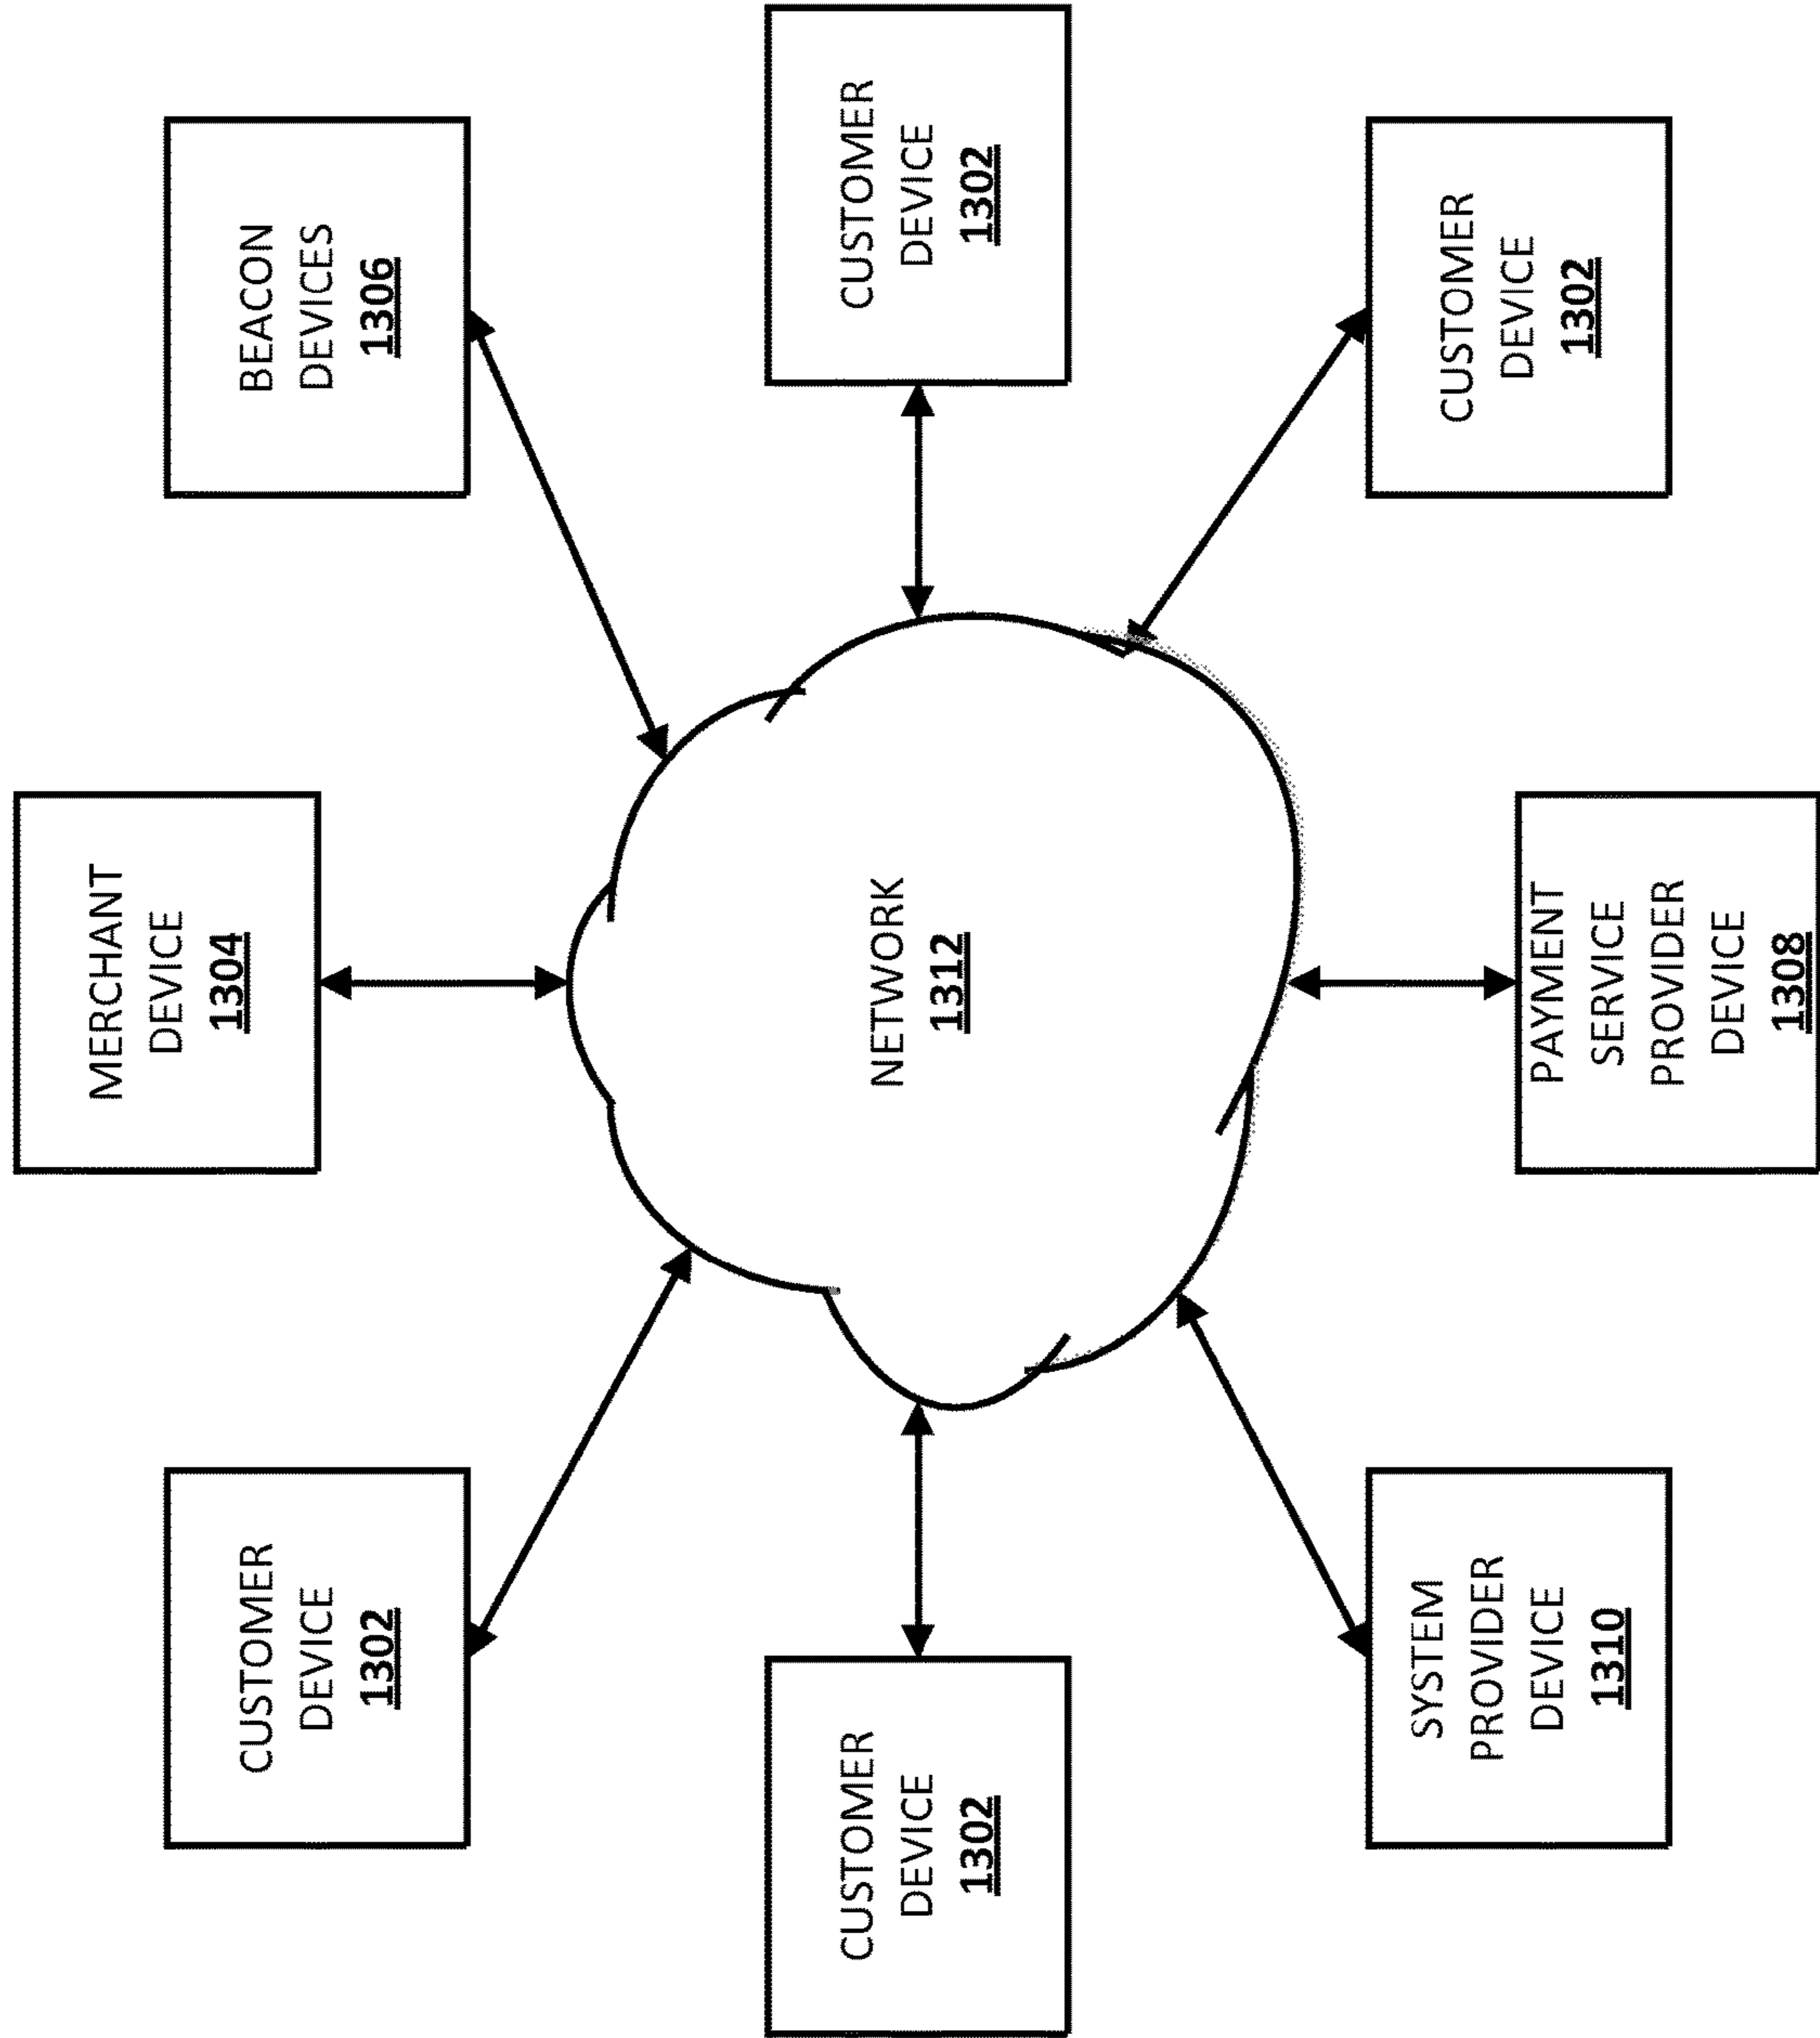 MERCHANT
DEVICE
1304
CUSTOMER
DEVICE
1302
BEACON
DEVICES
1306
CUSTOMER
DEVICE
1302
NETWORK
1312
CUSTOMER
DEVICE
1302
SYSTEM
PROVIDER
DEVICE
1310
CUSTOMER
DEVICE
1302
PAYMENT
SERVICE
PROVIDER
DEVICE
1308